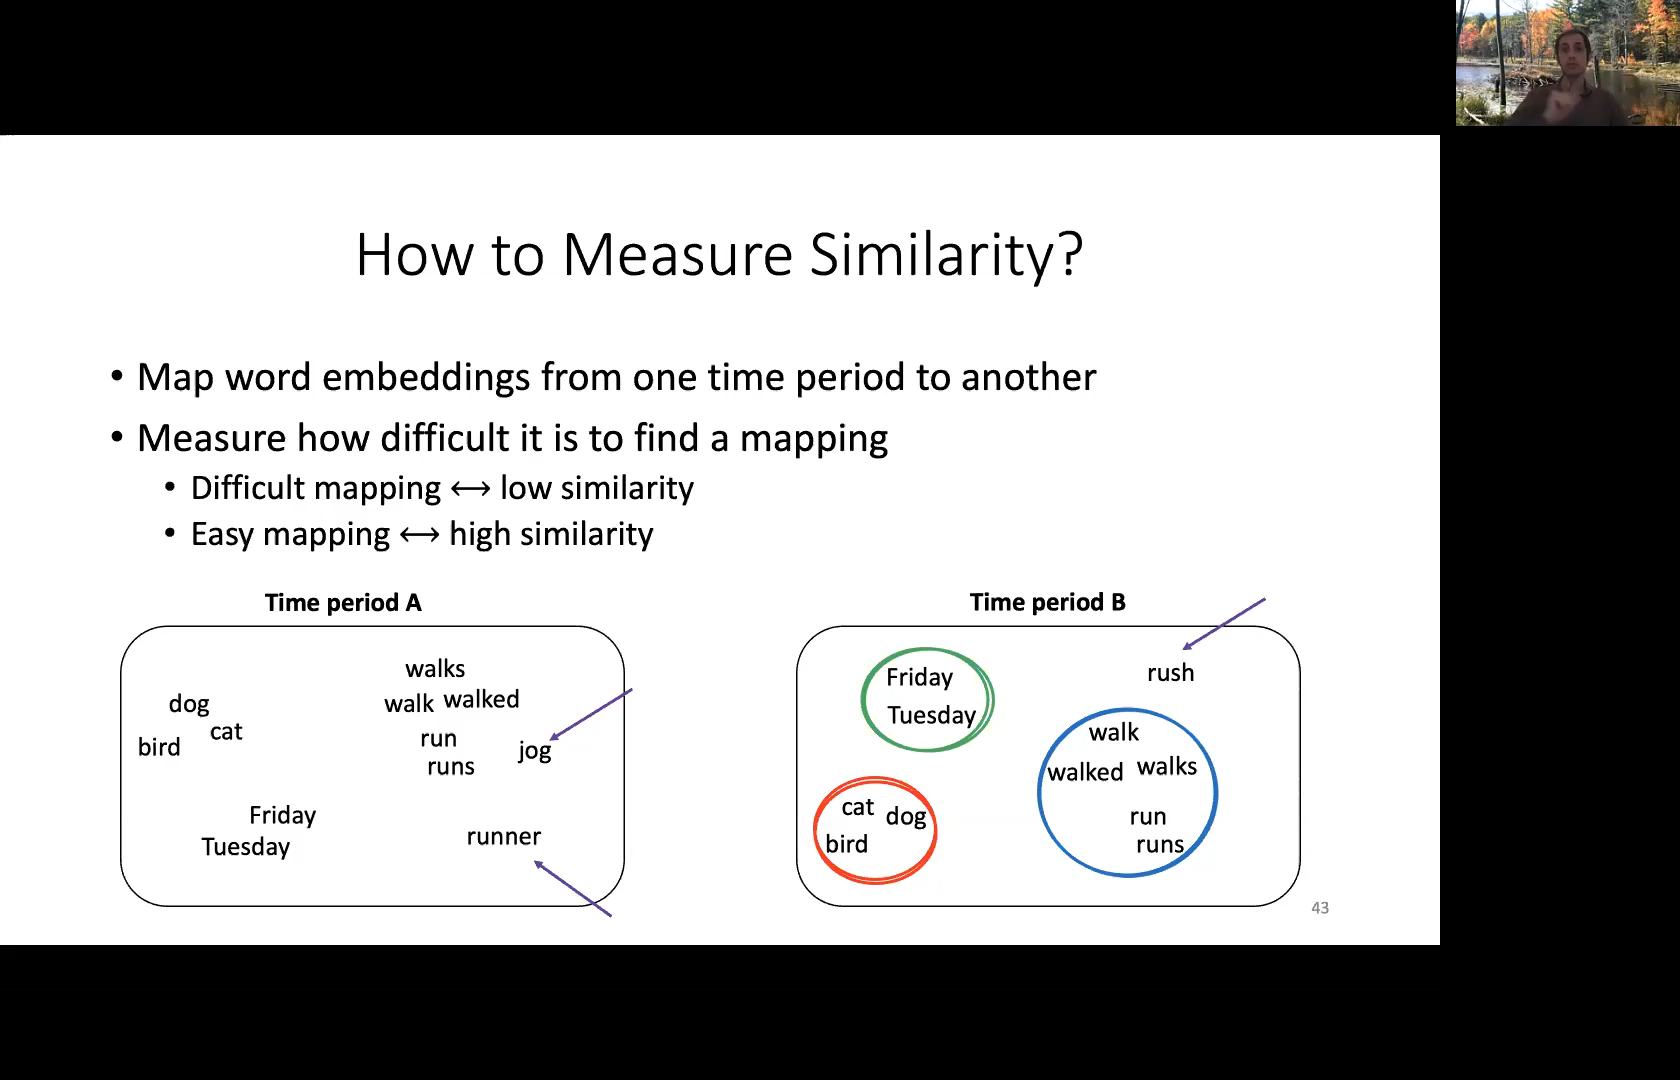 How to Measure Similarity?
• Map word embeddings from one time period to another
• Measure how difficult it is to find a mapping
• Difficult mapping ⟷ low similarity
• Easy mapping ⟷ high similarity
Time period A
walks
dog
walk walked
cat
bird
run
jog
runs
Friday
Tuesday
runner
Time period B
Friday
rush
Tuesday
walk
walked walks
cat dog
bird
run
runs
43